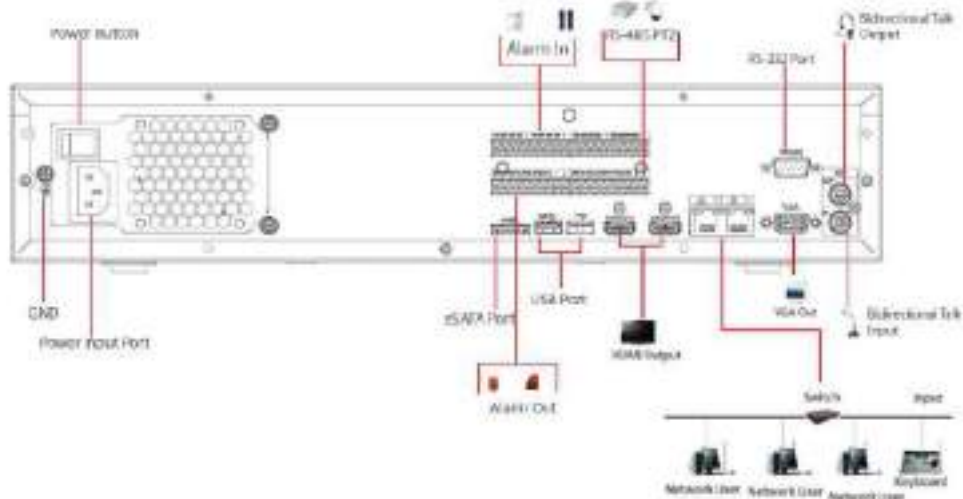 Power Button
Alarm In
RS-485 PTZ
Bidirectional Talk
Output
RS-232 Port
GND
Power Input Port
eSATA Port
USB Port
HDMI Output
VGA Out
Bidirectional Talk
Input
Alarm Out
Switch
Input
Network User
Network User
Network User
Keyboard